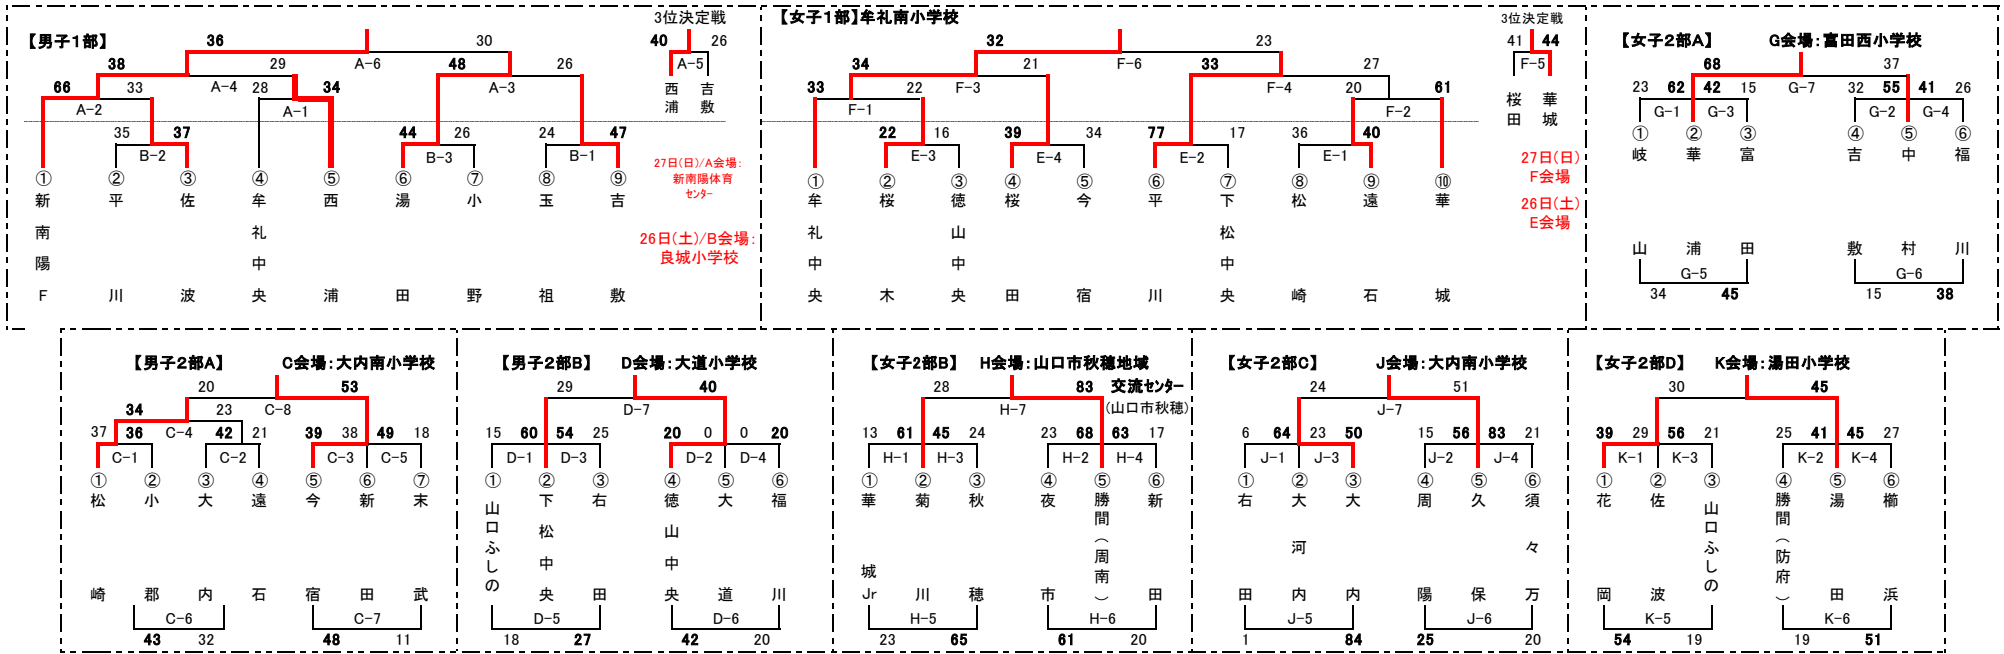 【男子1部】
3位決定戦
36 30 40 26
A-6 A-5
38 29 48 26
A-4 A-3
西浦 吉敷
66 33 28 34
A-2 A-1
35 37 44 26 24 47
B-2 B-3 B-1
① ② ③ ④ ⑤ ⑥ ⑦ ⑧ ⑨
新南陽F 平川 佐波 牟礼中央 西浦 湯田 小野 玉祖 吉敷
27日(日)/A会場:
新南陽体育
センター
26日(土)/B会場:
良城小学校
【女子1部】牟礼南小学校
3位決定戦
32 23 41 44
F-6 F-5
34 21 33 27
F-3 F-4
桜田 華城
33 22 20 61
F-1 F-2
22 16 39 34 77 17 36 40
E-3 E-4 E-2 E-1
① ② ③ ④ ⑤ ⑥ ⑦ ⑧ ⑨ ⑩
牟礼中央 桜木 徳山中央 桜田 今宿 平川 下松中央 松崎 遠石 華城
27日(日)
F会場
26日(土)
E会場
【女子2部A】 G会場:富田西小学校
68 37
G-7
23 62 42 15 32 55 41 26
G-1 G-3 G-2 G-4
① ② ③ ④ ⑤ ⑥
岐山 華浦 富田 吉敷 中村 福川
G-5 G-6
34 45 15 38
【男子2部A】 C会場:大内南小学校
20 53
C-8
34 23
C-4
37 36 42 21 39 38 49 18
C-1 C-2 C-3 C-5
① ② ③ ④ ⑤ ⑥ ⑦
松崎 小郡 大内 遠石 今宿 新田 末武
C-6 C-7
43 32 48 11
【男子2部B】 D会場:大道小学校
29 40
D-7
15 60 54 25 20 0 0 20
D-1 D-3 D-2 D-4
① ② ③ ④ ⑤ ⑥
山口ふしの 下松中央 右田 徳山中央 大道 福川
D-5 D-6
18 27 42 20
【女子2部B】 H会場:山口市秋穂地域
28 83 交流センター
H-7 (山口市秋穂)
13 61 45 24 23 68 63 17
H-1 H-3 H-2 H-4
① ② ③ ④ ⑤ ⑥
華城Jr 菊川 秋穂 夜市 勝間(周南) 新田
H-5 H-6
23 65 61 20
【女子2部C】 J会場:大内南小学校
24 51
J-7
6 64 23 50 15 56 83 21
J-1 J-3 J-2 J-4
① ② ③ ④ ⑤ ⑥
右田 大河内 大内 周陽 久保 須々万
J-5 J-6
1 84 25 20
【女子2部D】 K会場:湯田小学校
30 45
39 29 56 21 25 41 45 27
K-1 K-3 K-2 K-4
① ② ③ ④ ⑤ ⑥
花岡 佐波 山口ふしの 勝間(防府) 湯田 櫛浜
K-5 K-6
54 19 19 51